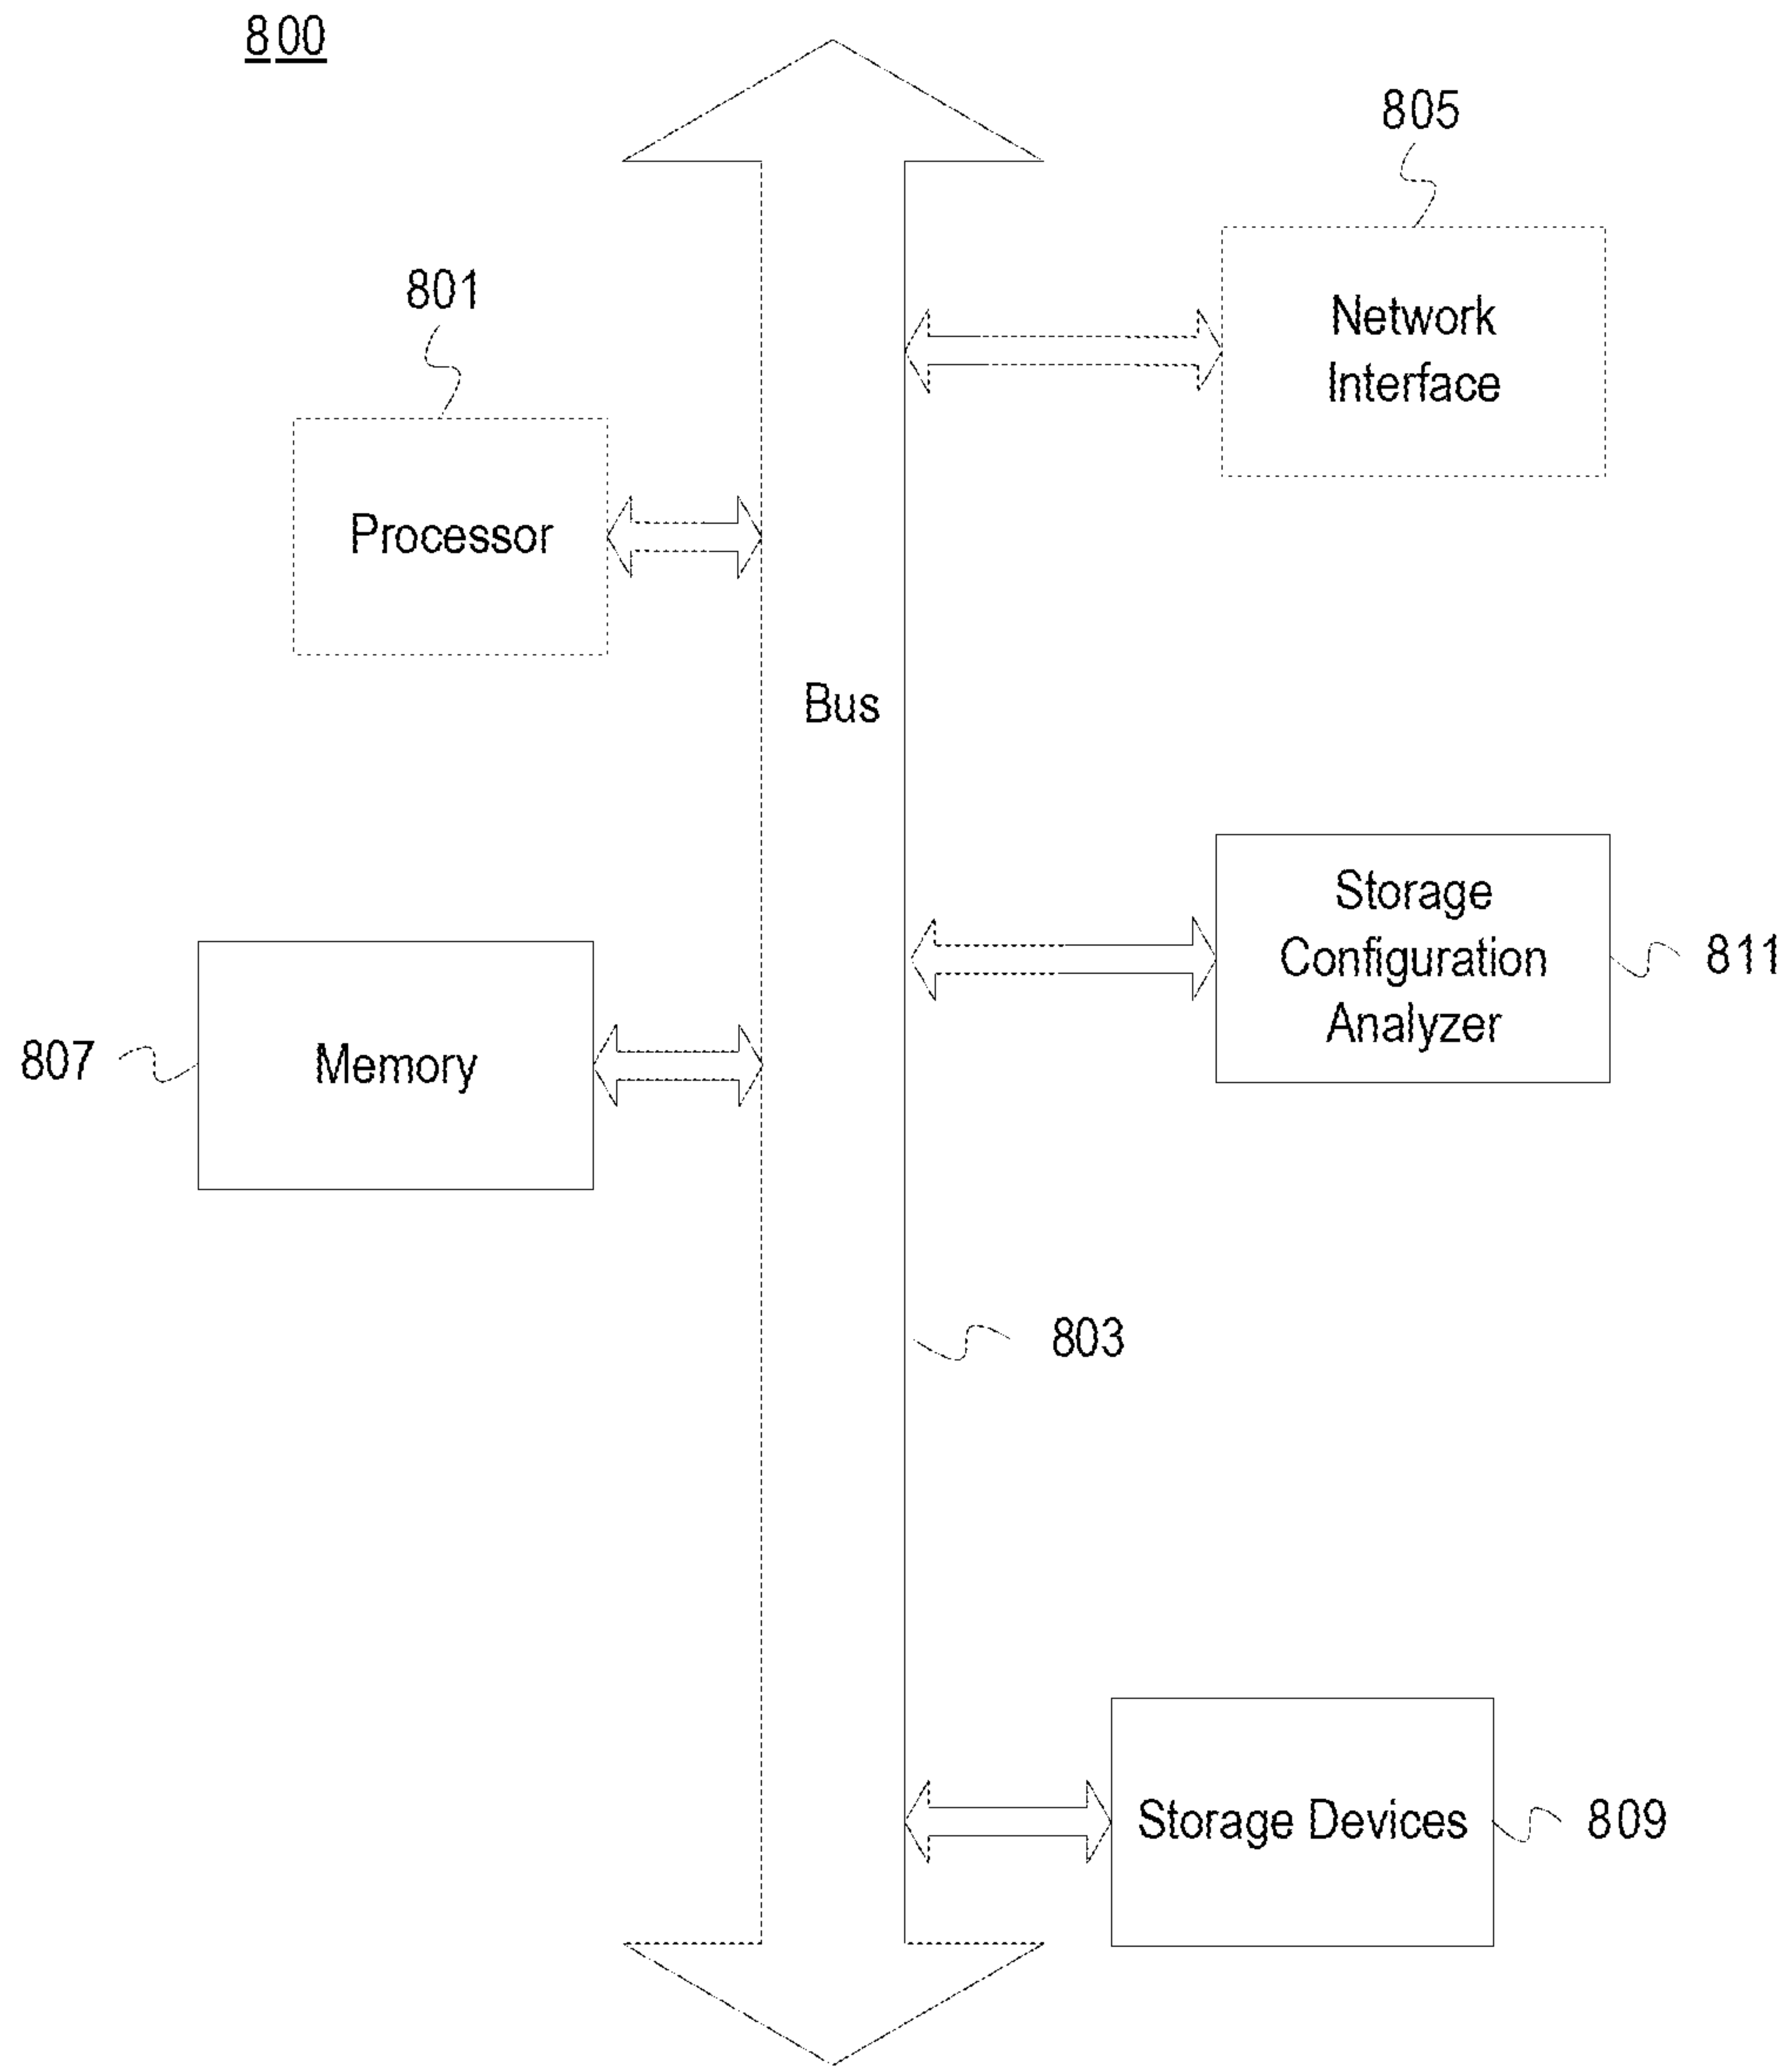 800
805
Network
Interface
801
Processor
Bus
Storage
Configuration
Analyzer
811
807
Memory
803
Storage Devices
809